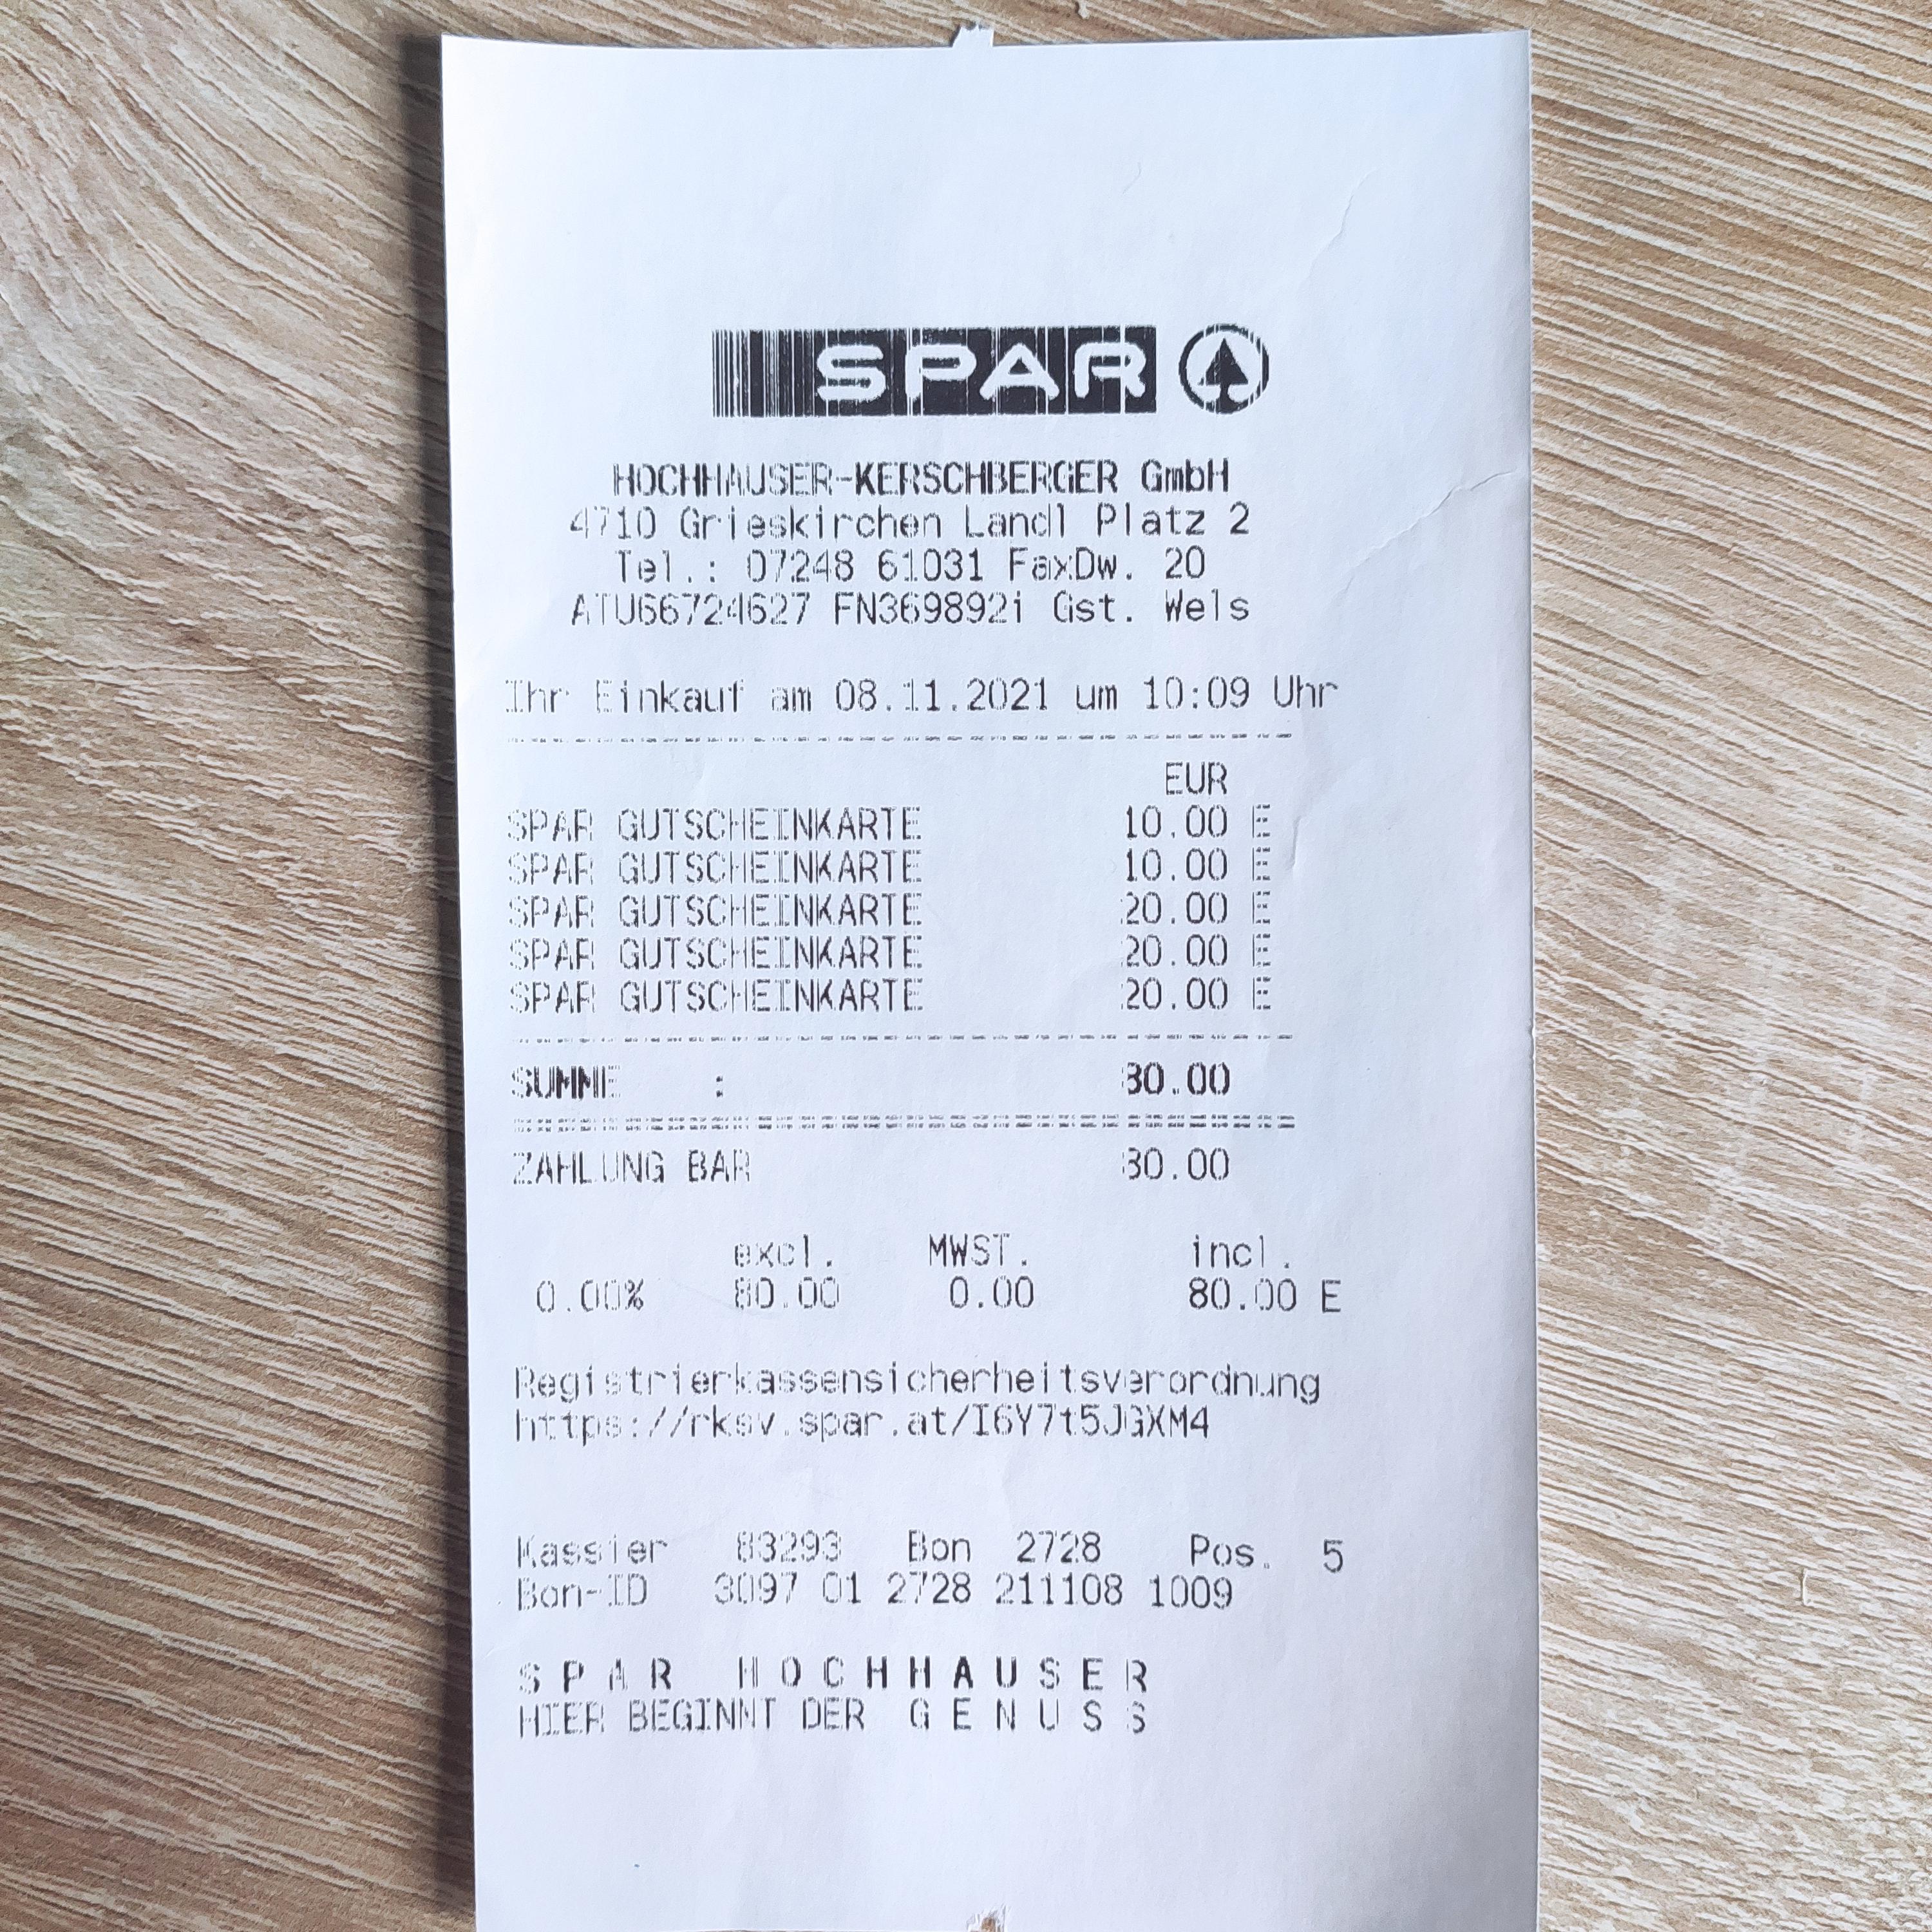 SPAR
HOCHHAUSER-KERSCHBERGER GmbH
4710 Grieskirchen Landl Platz 2
Tel.: 07248 61031 FaxDw. 20
ATU66724627 FN369892i Gst. Wels
Ihr Einkauf am 08.11.2021 um 10:09 Uhr
EUR
SPAR GUTSCHEINKARTE 10.00 E
SPAR GUTSCHEINKARTE 10.00 E
SPAR GUTSCHEINKARTE 20.00 E
SPAR GUTSCHEINKARTE 20.00 E
SPAR GUTSCHEINKARTE 20.00 E
SUMME : 80.00
ZAHLUNG BAR 80.00
excl. MWST. incl.
0.00% 80.00 0.00 80.00 E
Registrierkassensicherheitsverordnung
https://rksv.spar.at/I6Y7t5JGXM4
Kassier 83293 Bon 2728 Pos. 5
Bon-ID 3097 01 2728 211108 1009
S P A R H O C H H A U S E R
HIER BEGINNT DER G E N U S S